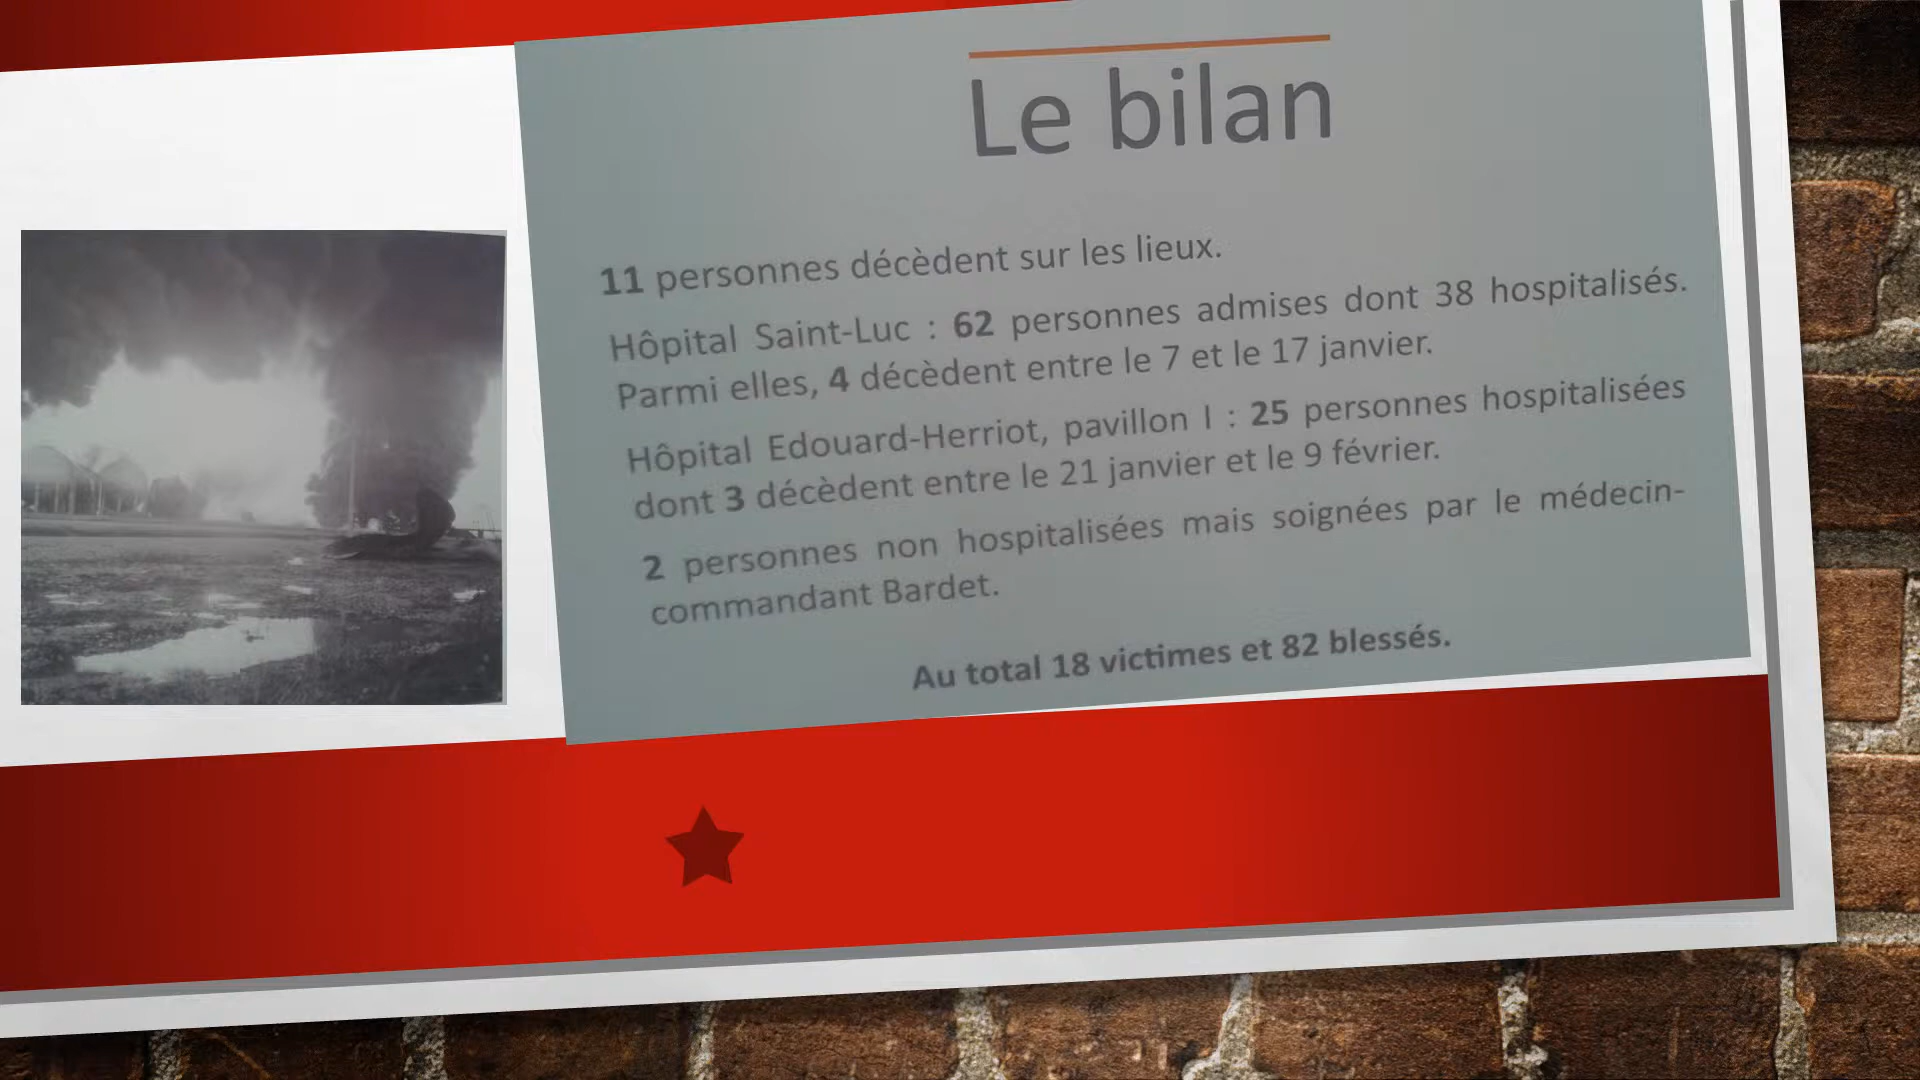 Le bilan
11 personnes décèdent sur les lieux.
Hôpital Saint-Luc : 62 personnes admises dont 38 hospitalisés.
Parmi elles, 4 décèdent entre le 7 et le 17 janvier.
Hôpital Edouard-Herriot, pavillon I : 25 personnes hospitalisées
dont 3 décèdent entre le 21 janvier et le 9 février.
2 personnes non hospitalisées mais soignées par le médecin-
commandant Bardet.
Au total 18 victimes et 82 blessés.